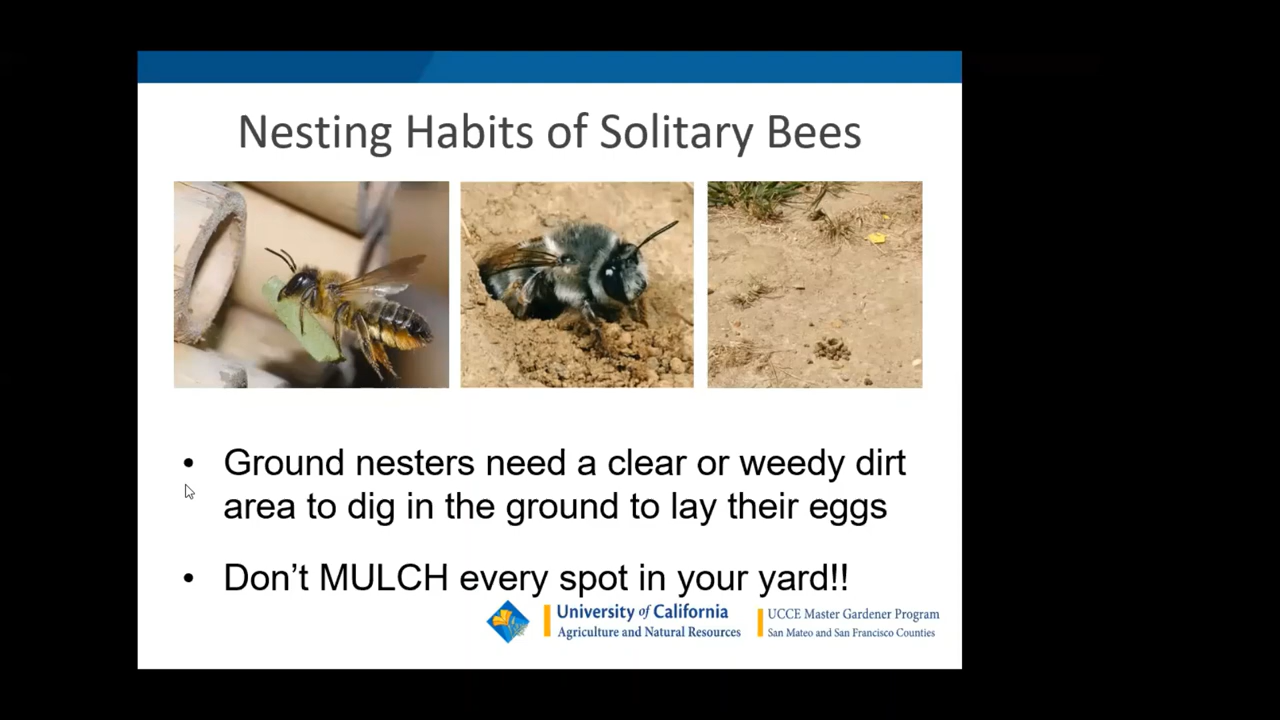 Nesting Habits of Solitary Bees
• Ground nesters need a clear or weedy dirt
area to dig in the ground to lay their eggs
• Don’t MULCH every spot in your yard!!
University of California
Agriculture and Natural Resources
UCCE Master Gardener Program
San Mateo and San Francisco Counties